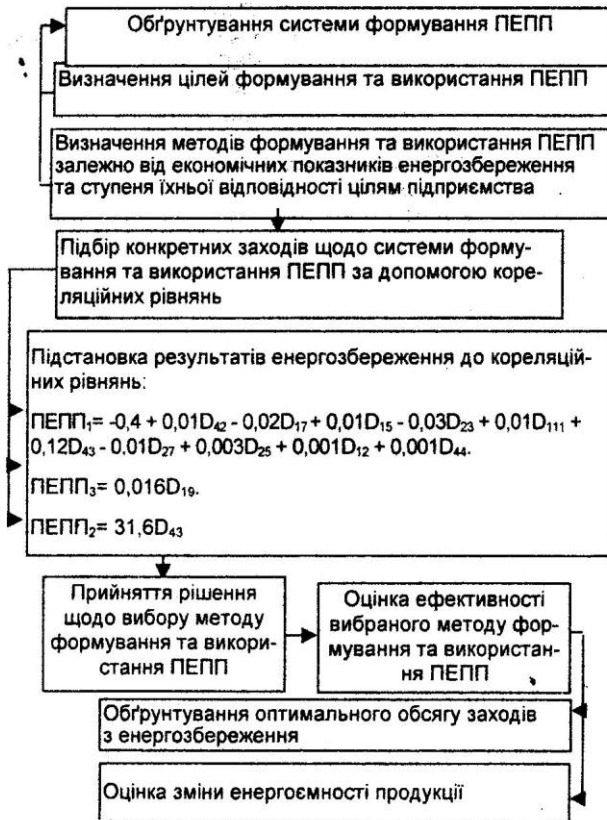 Обґрунтування системи формування ПЕПП
Визначення цілей формування та використання ПЕПП
Визначення методів формування та використання ПЕПП
залежно від економічних показників енергозбереження
та ступеня їхньої відповідності цілям підприємства
Підбір конкретних заходів щодо системи форму-
вання та використання ПЕПП за допомогою коре-
ляційних рівнянь
Підстановка результатів енергозбереження до кореляцій-
них рівнянь:
ПЕПП₁= -0,4 + 0,01D₄₂ - 0,02D₁₇ + 0,01D₁₅ - 0,03D₂₃ + 0,01D₁₁₁ +
0,12D₄₃ - 0,01D₂₇ + 0,003D₂₅ + 0,001D₁₂ + 0,001D₄₄.
ПЕПП₃= 0,016D₁₉.
ПЕПП₂= 31,6D₄₃
Прийняття рішення
щодо вибору методу
формування та викори-
стання ПЕПП
Оцінка ефективності
вибраного методу фор-
мування та використан-
ня ПЕПП
Обґрунтування оптимального обсягу заходів
з енергозбереження
Оцінка зміни енергоємності продукції